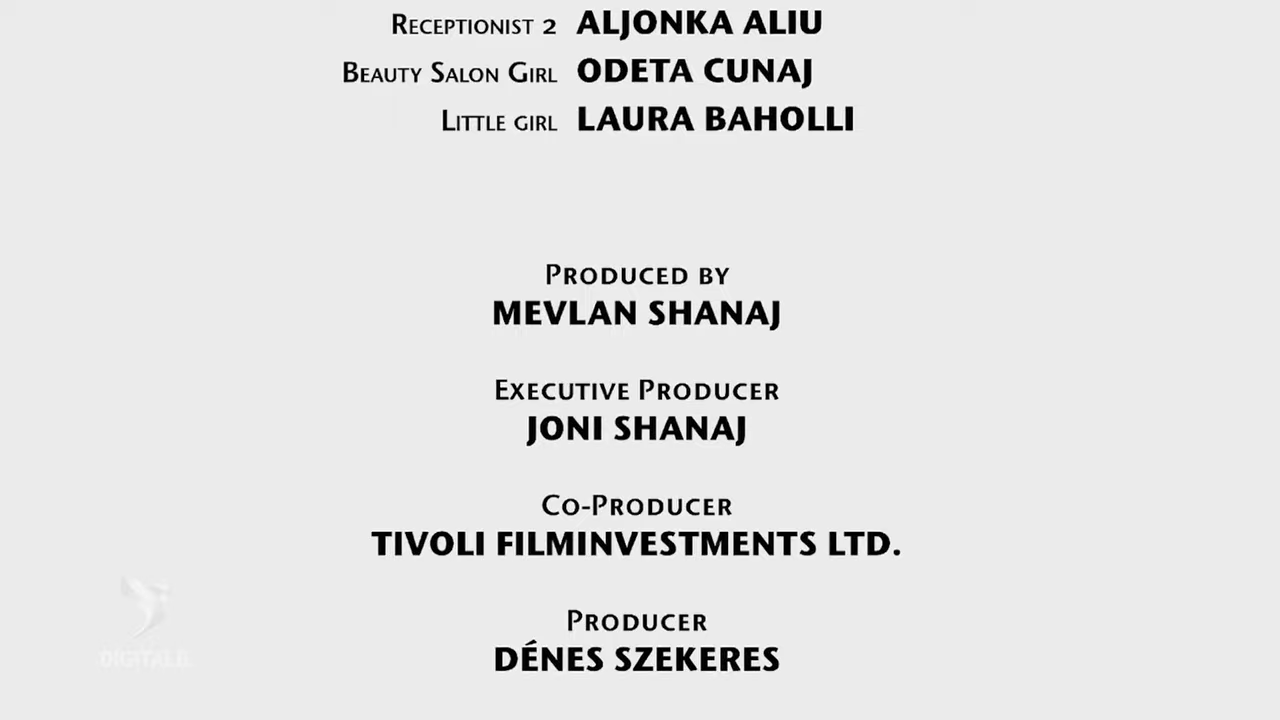 Receptionist 2 ALJONKA ALIU
Beauty Salon Girl ODETA CUNAJ
Little girl LAURA BAHOLLI
Produced by
MEVLAN SHANAJ
Executive Producer
JONI SHANAJ
Co-Producer
TIVOLI FILMINVESTMENTS LTD.
Producer
DÉNES SZEKERES